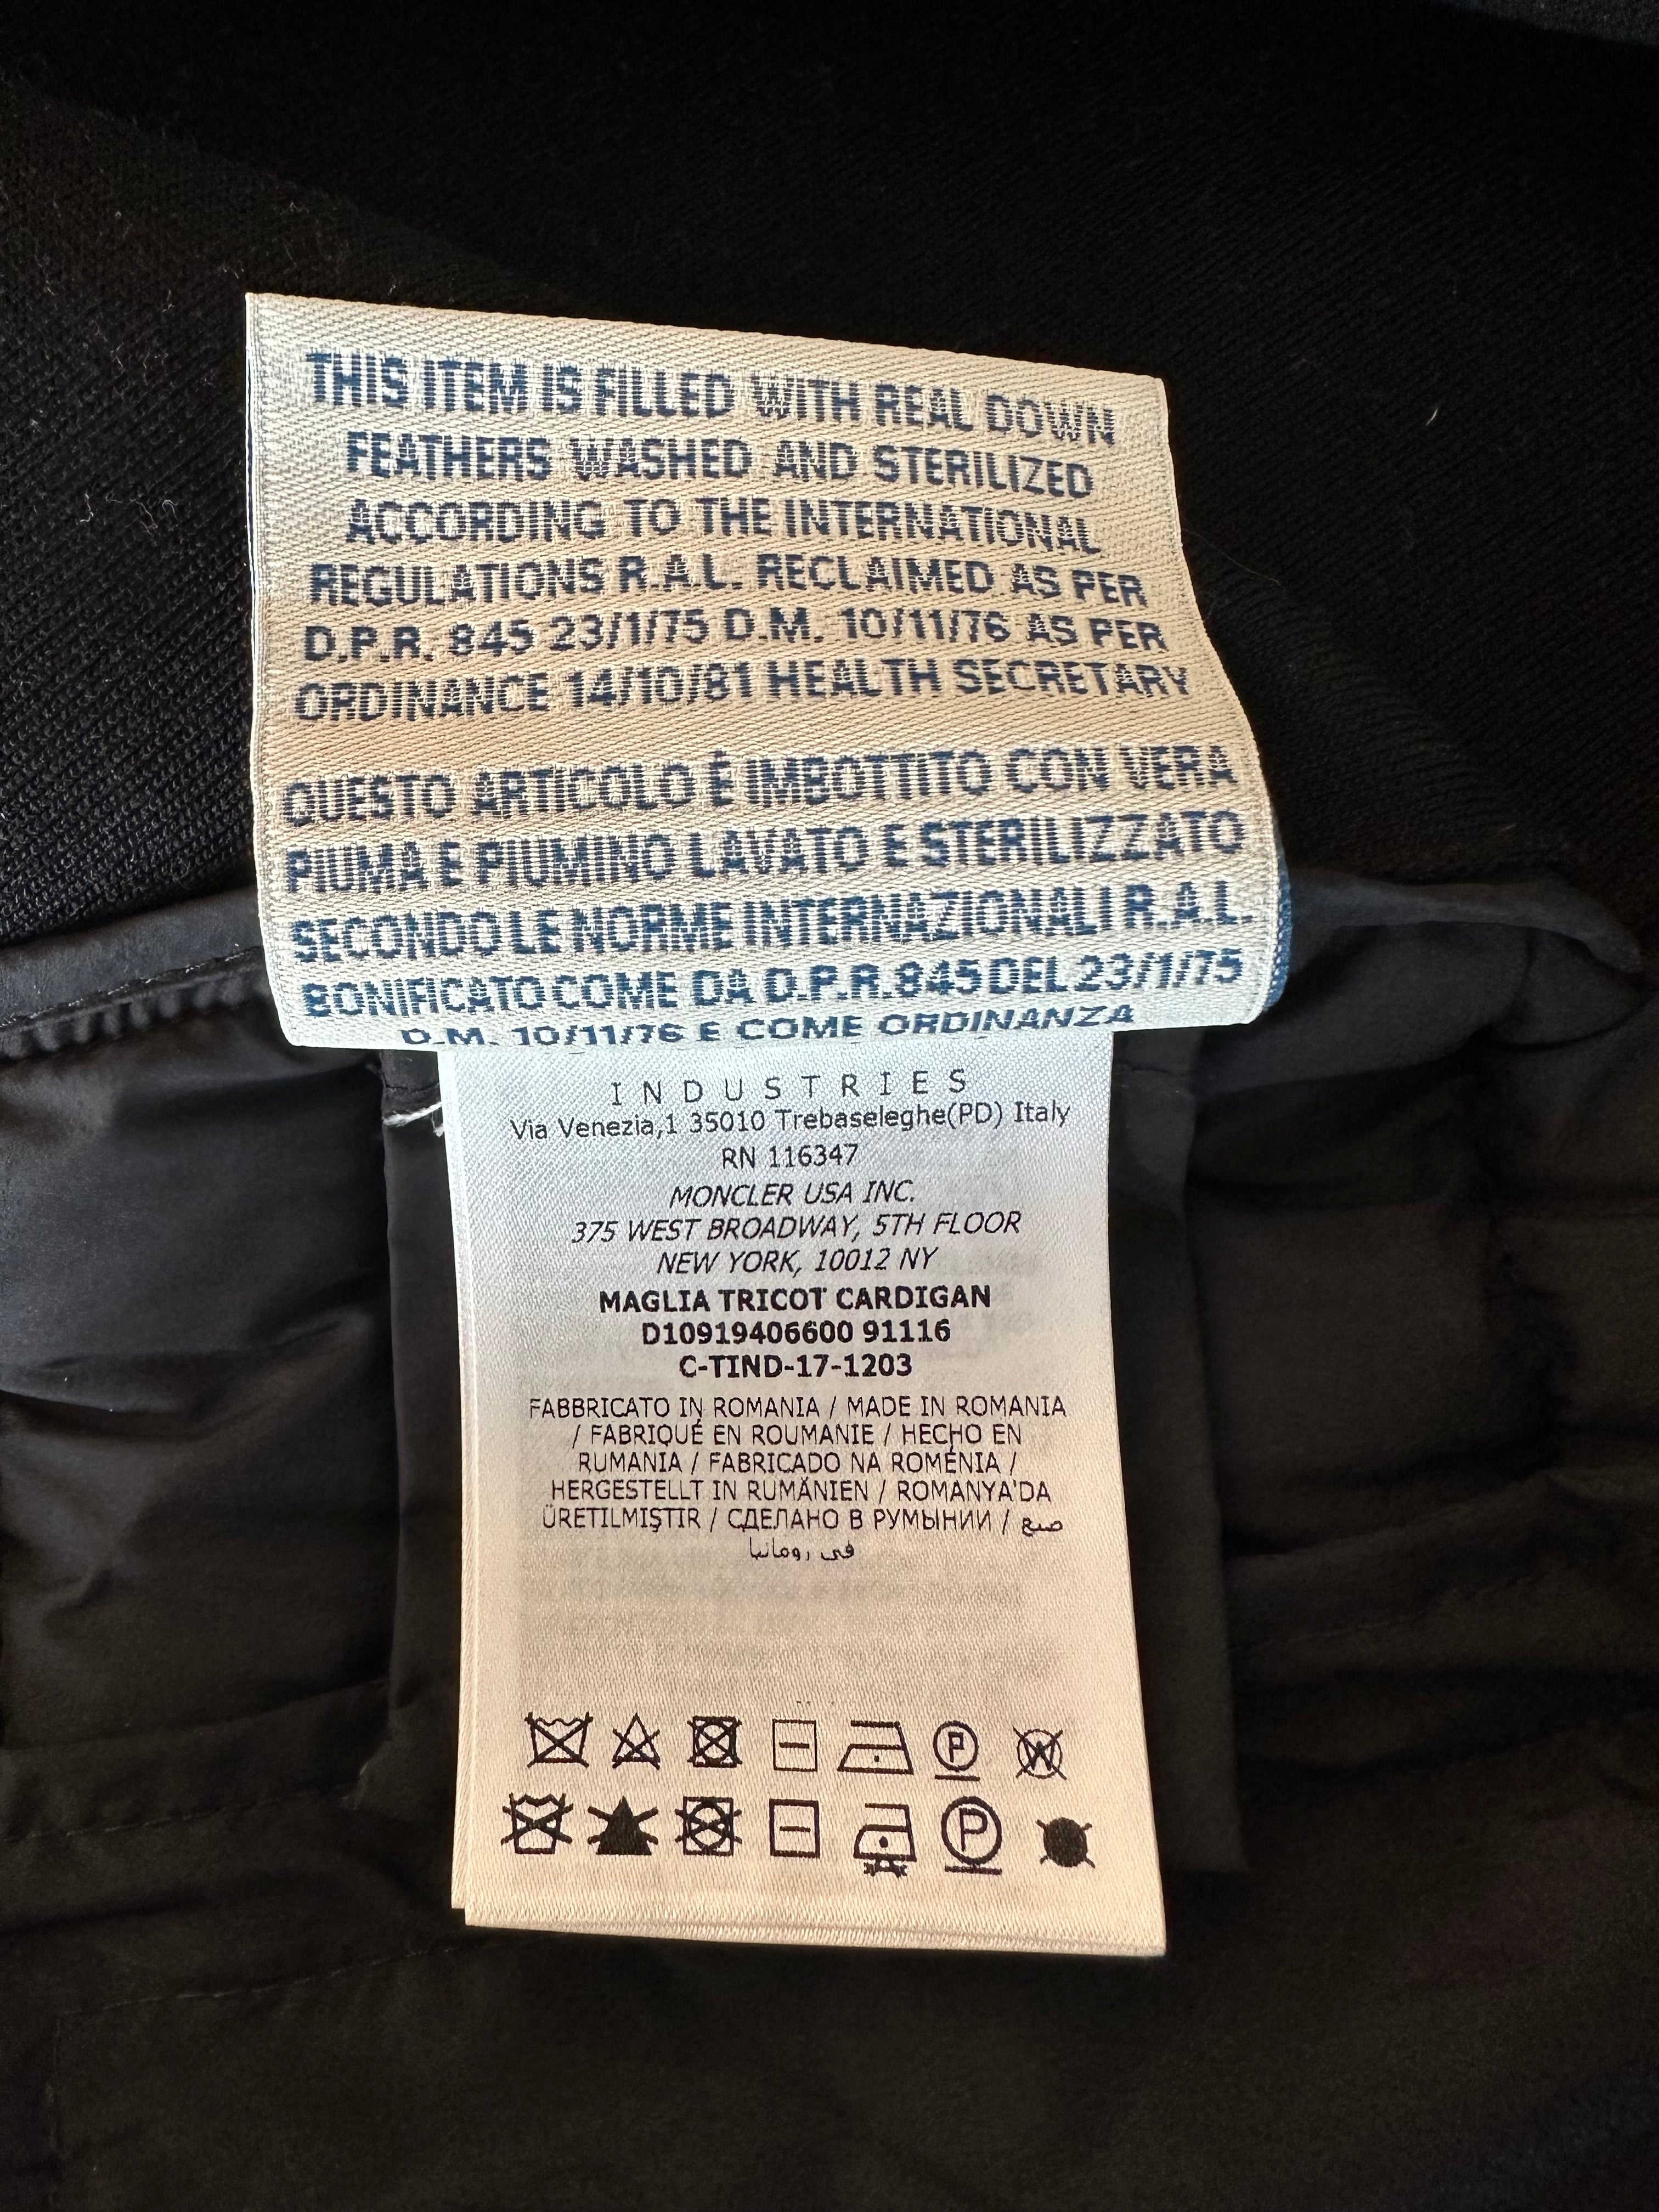 THIS ITEM IS FILLED WITH REAL DOWN
FEATHERS WASHED AND STERILIZED
ACCORDING TO THE INTERNATIONAL
REGULATIONS R.A.L. RECLAIMED AS PER
D.P.R. 845 23/1/75 D.M. 10/11/76 AS PER
ORDINANCE 14/10/81 HEALTH SECRETARY
QUESTO ARTICOLO È IMBOTTITO CON VERA
PIUMA E PIUMINO LAVATO E STERILIZZATO
SECONDO LE NORME INTERNAZIONALI R.A.L.
BONIFICATO COME DA D.P.R. 845 DEL 23/1/75
D.M. 10/11/76 E COME ORDINANZA
INDUSTRIES
Via Venezia,1 35010 Trebaseleghe(PD) Italy
RN 116347
MONCLER USA INC.
375 WEST BROADWAY, 5TH FLOOR
NEW YORK, 10012 NY
MAGLIA TRICOT CARDIGAN
D10919406600 91116
C-TIND-17-1203
FABBRICATO IN ROMANIA / MADE IN ROMANIA
/ FABRIQUÉ EN ROUMANIE / HECHO EN
RUMANIA / FABRICADO NA ROMÉNIA /
HERGESTELLT IN RUMÄNIEN / ROMANYA'DA
ÜRETILMIŞTIR / СДЕЛАНО В РУМЫНИИ / صنع
في رومانيا
P W
P